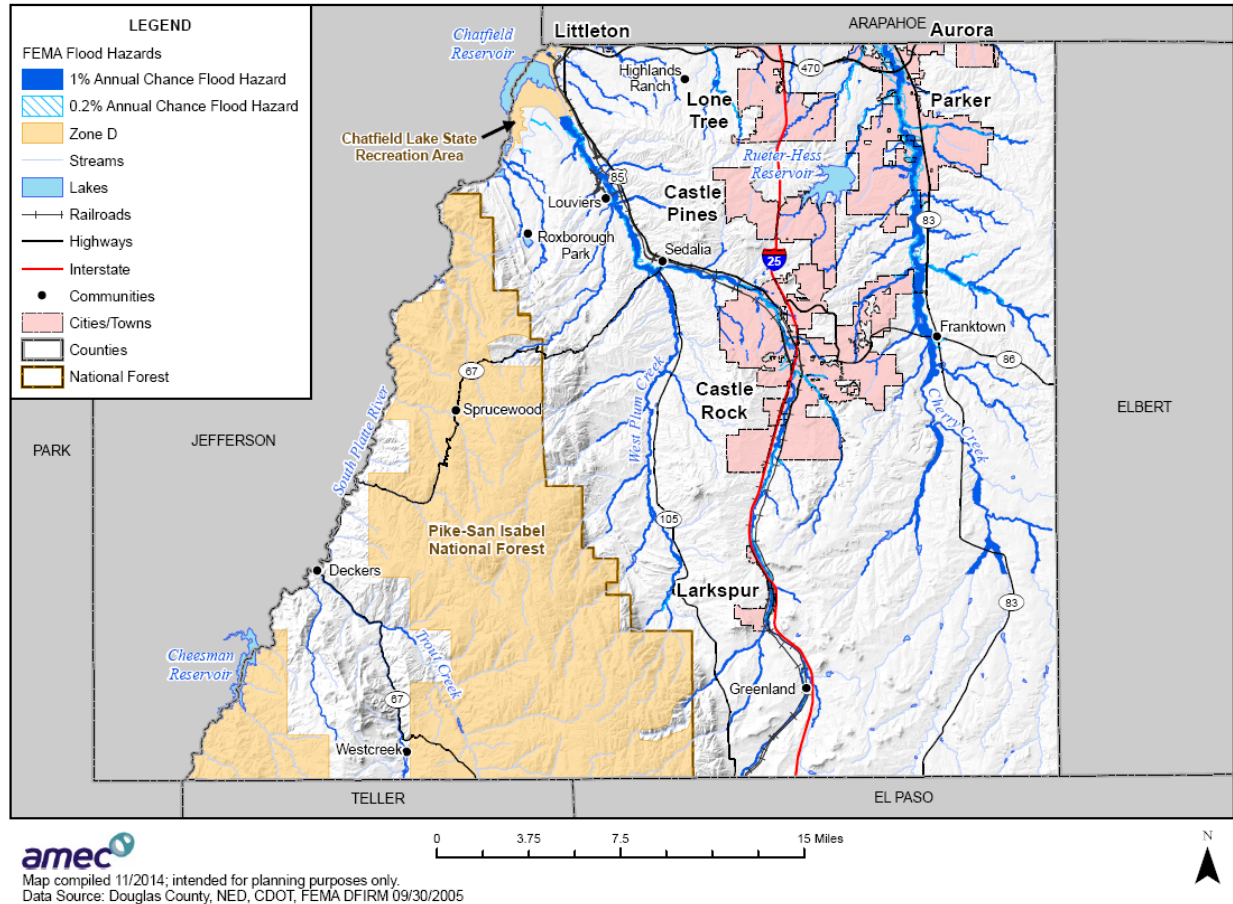 LEGEND
FEMA Flood Hazards
1% Annual Chance Flood Hazard
0.2% Annual Chance Flood Hazard
Zone D
Streams
Lakes
Railroads
Highways
Interstate
Communities
Cities/Towns
Counties
National Forest
ARAPAHOE
Littleton
Aurora
Chatfield
Reservoir
470
Highlands
Ranch
Lone
Tree
Parker
Chatfield Lake State
Recreation Area
Rueter-Hess
Reservoir
85
Castle
Pines
Louviers
83
Roxborough
Park
Sedalia
25
Franktown
86
67
Sprucewood
Castle
Rock
West Plum Creek
Cherry Creek
ELBERT
PARK
JEFFERSON
South Platte River
105
Pike-San Isabel
National Forest
Deckers
Larkspur
83
Trout Creek
Cheesman
Reservoir
67
Greenland
Westcreek
TELLER
EL PASO
0 3.75 7.5 15 Miles
N
amec
Map compiled 11/2014; intended for planning purposes only.
Data Source: Douglas County, NED, CDOT, FEMA DFIRM 09/30/2005